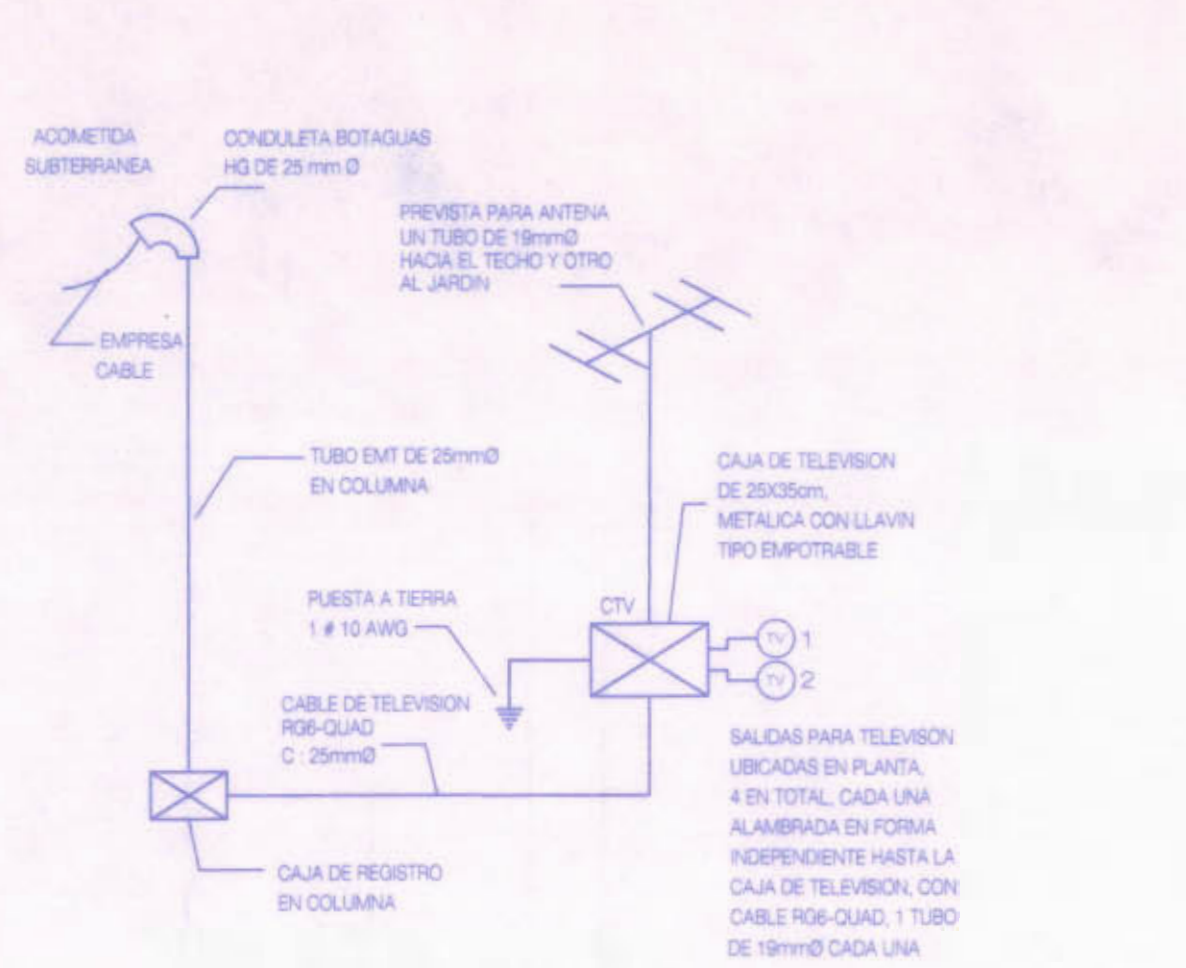 ACOMETIDA
SUBTERRANEA
CONDULETA BOTAGUAS
HG DE 25 mm Ø
PREVISTA PARA ANTENA
UN TUBO DE 19mmØ
HACIA EL TECHO Y OTRO
AL JARDIN
EMPRESA
CABLE
TUBO EMT DE 25mmØ
EN COLUMNA
CAJA DE TELEVISION
DE 25X35cm,
METALICA CON LLAVIN
TIPO EMPOTRABLE
PUESTA A TIERRA
1 # 10 AWG
CTV
TV 1
TV 2
CABLE DE TELEVISION
RG6-QUAD
C : 25mmØ
SALIDAS PARA TELEVISON
UBICADAS EN PLANTA,
4 EN TOTAL, CADA UNA
ALAMBRADA EN FORMA
INDEPENDIENTE HASTA LA
CAJA DE TELEVISION, CON
CABLE RG6-QUAD, 1 TUBO
DE 19mmØ CADA UNA
CAJA DE REGISTRO
EN COLUMNA